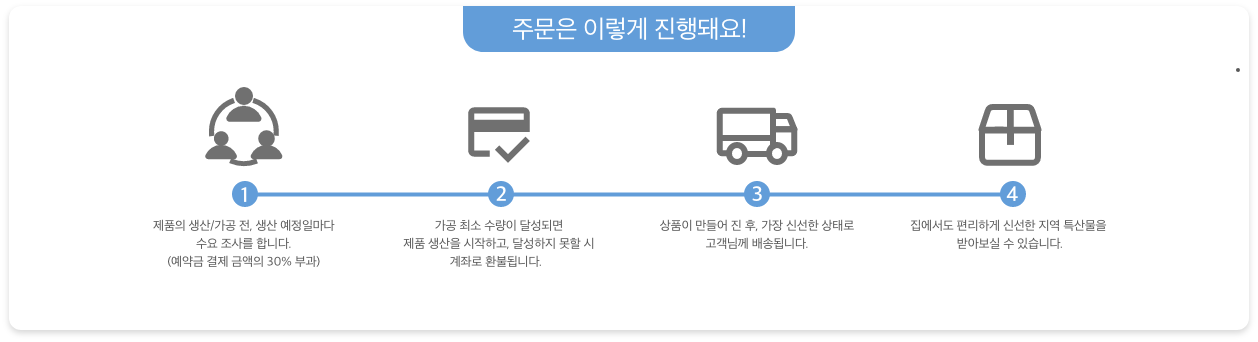 주문은 이렇게 진행돼요!
1
2
3
4
제품의 생산/가공 전, 생산 예정일마다
수요 조사를 합니다.
(예약금 결제 금액의 30% 부과)
가공 최소 수량이 달성되면
제품 생산을 시작하고, 달성하지 못할 시
계좌로 환불됩니다.
상품이 만들어 진 후, 가장 신선한 상태로
고객님께 배송됩니다.
집에서도 편리하게 신선한 지역 특산물을
받아보실 수 있습니다.